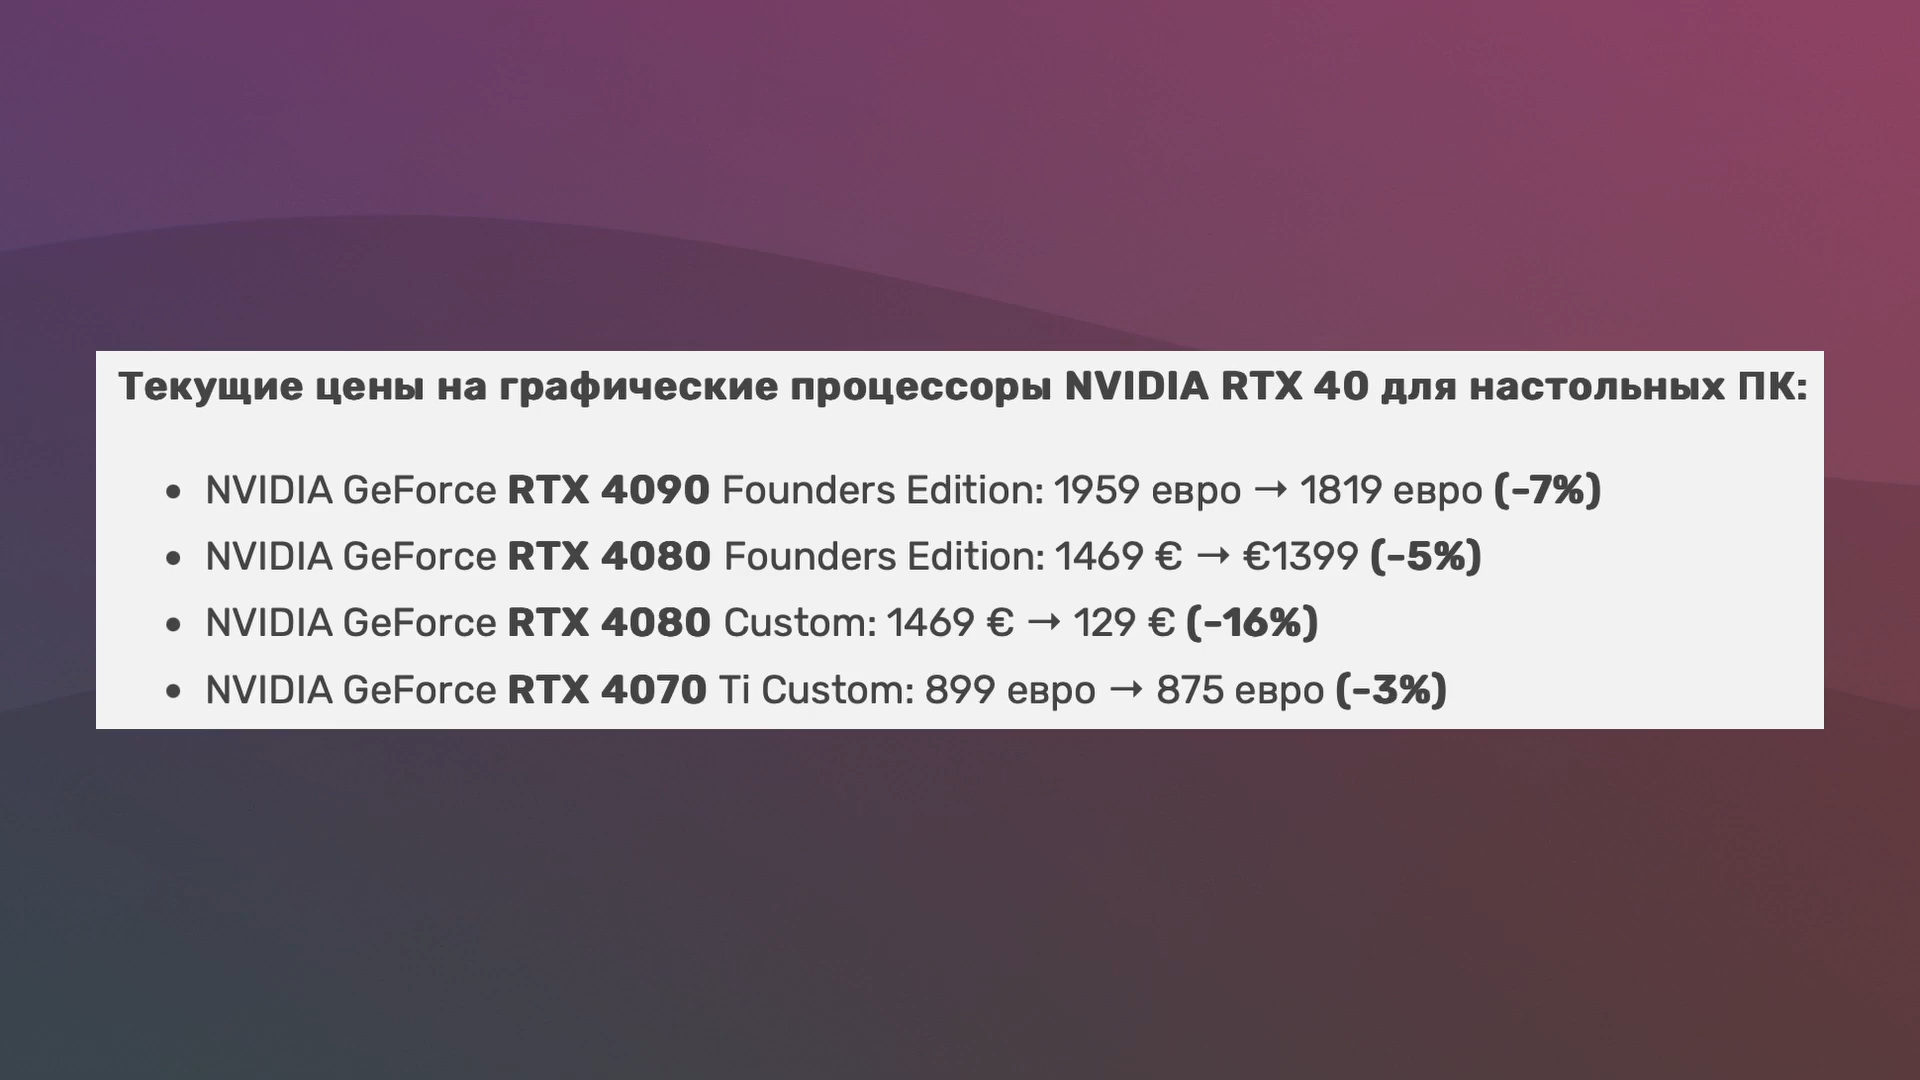 Текущие цены на графические процессоры NVIDIA RTX 40 для настольных ПК:
• NVIDIA GeForce RTX 4090 Founders Edition: 1959 евро → 1819 евро (-7%)
• NVIDIA GeForce RTX 4080 Founders Edition: 1469 € → €1399 (-5%)
• NVIDIA GeForce RTX 4080 Custom: 1469 € → 129 € (-16%)
• NVIDIA GeForce RTX 4070 Ti Custom: 899 евро → 875 евро (-3%)